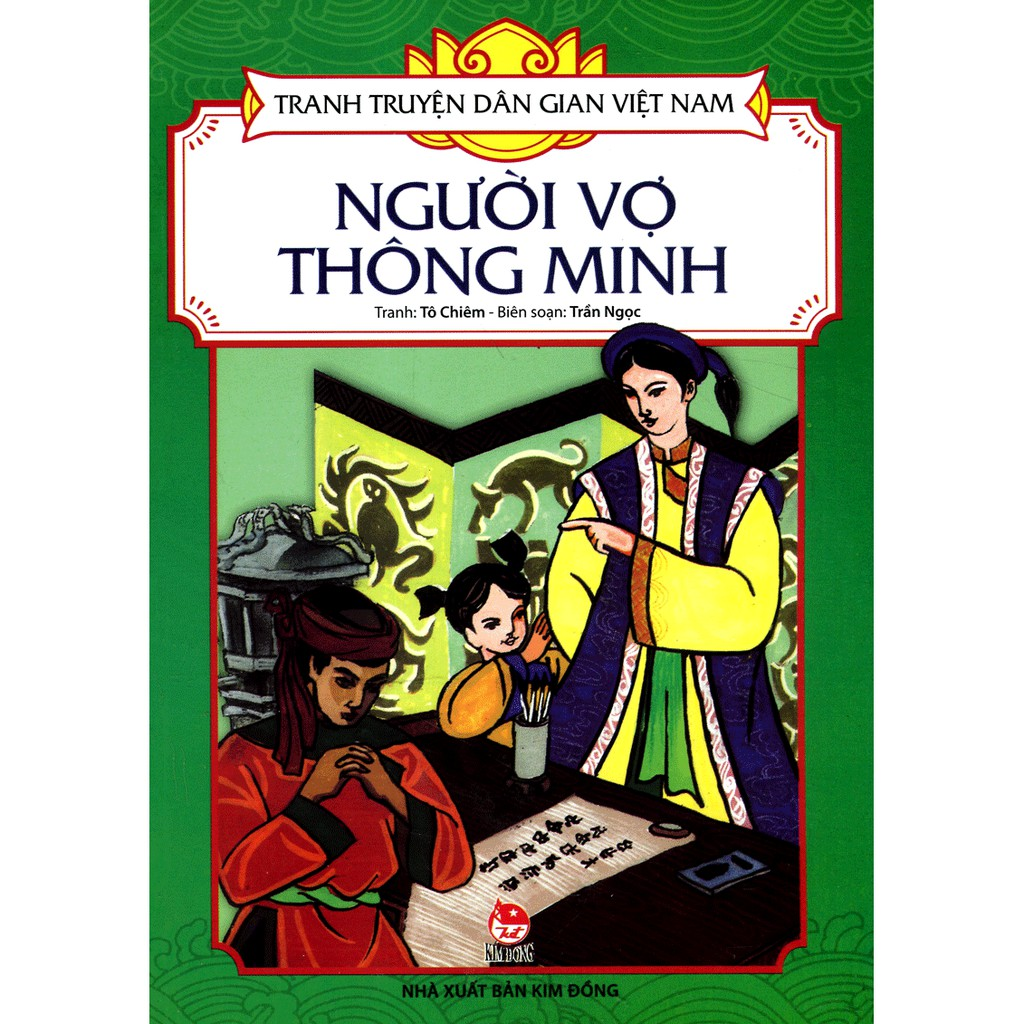 TRANH TRUYỆN DÂN GIAN VIỆT NAM
NGƯỜI VỢ
THÔNG MINH
Tranh: Tô Chiêm - Biên soạn: Trần Ngọc
KIM ĐỒNG
NHÀ XUẤT BẢN KIM ĐỒNG